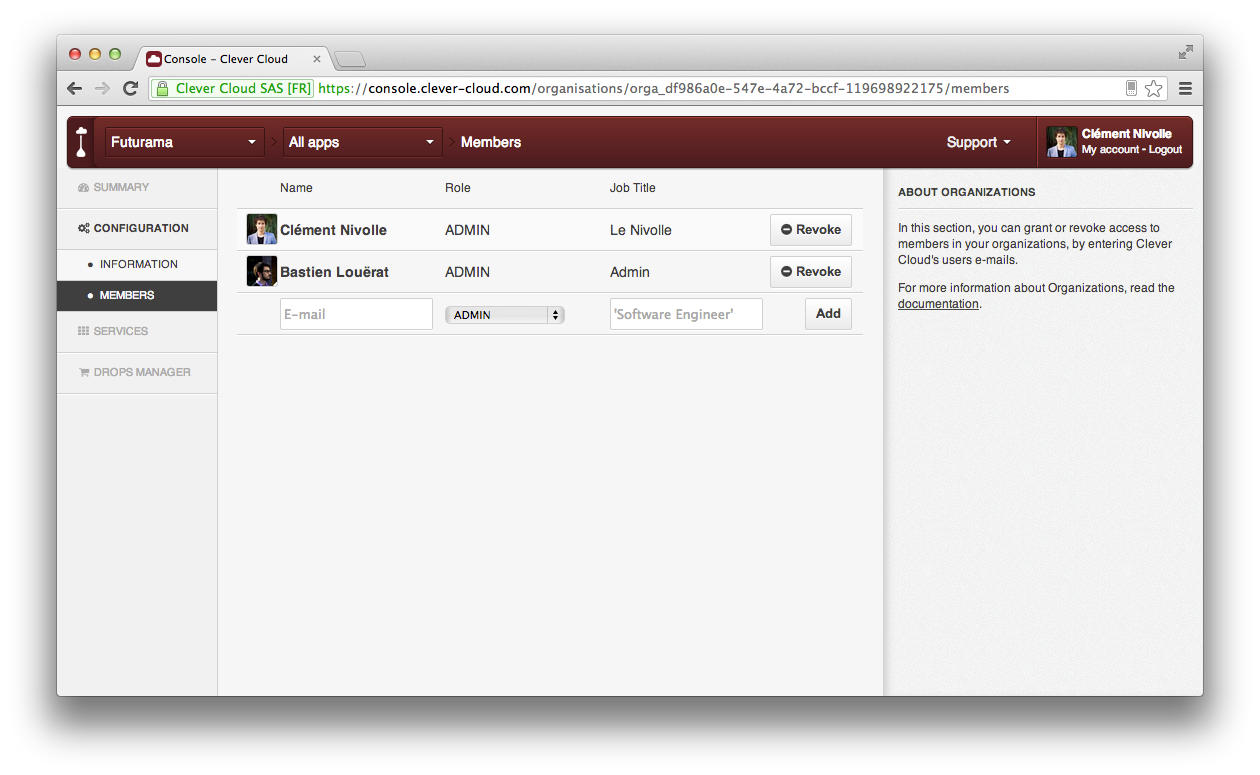 Console – Clever Cloud
Clever Cloud SAS [FR] https://console.clever-cloud.com/organisations/orga_df986a0e-547e-4a72-bccf-119698922175/members
Futurama All apps Members Support Clément Nivolle
My account - Logout
SUMMARY
CONFIGURATION
INFORMATION
MEMBERS
SERVICES
DROPS MANAGER
Name Role Job Title
Clément Nivolle ADMIN Le Nivolle Revoke
Bastien Louërat ADMIN Admin Revoke
E-mail ADMIN 'Software Engineer' Add
ABOUT ORGANIZATIONS
In this section, you can grant or revoke access to
members in your organizations, by entering Clever
Cloud's users e-mails.
For more information about Organizations, read the
documentation.